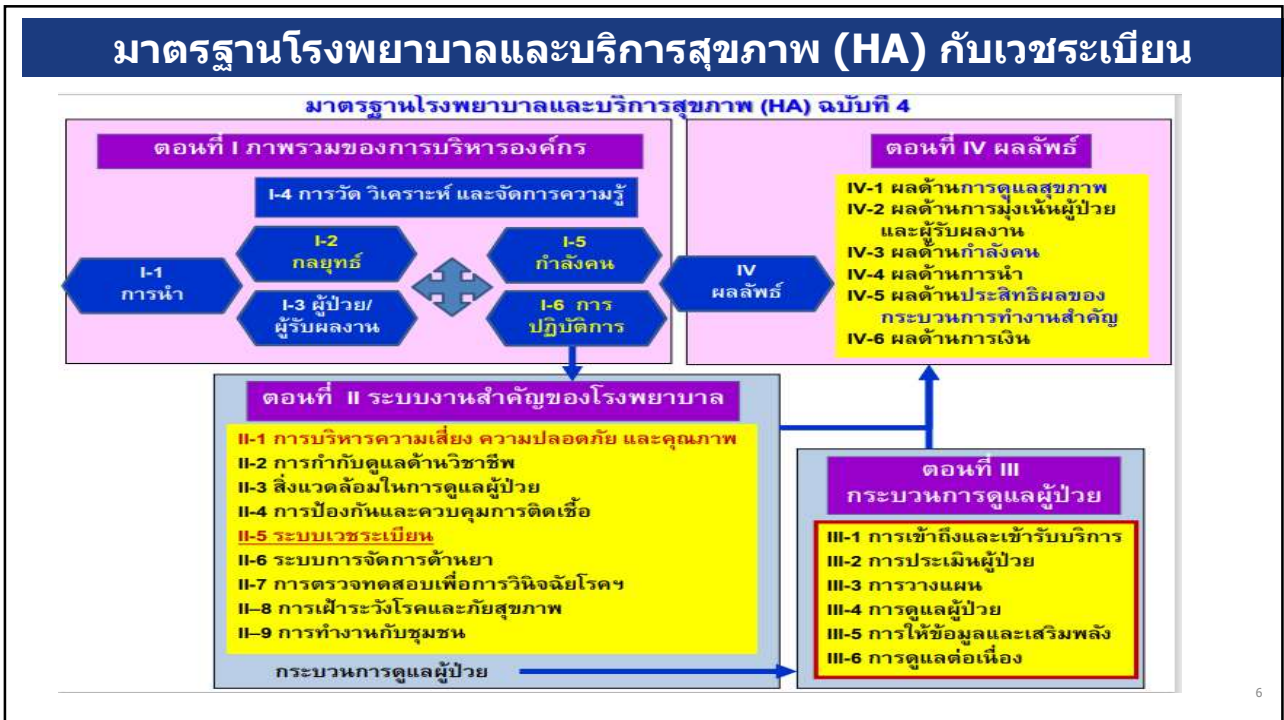 มาตรฐานโรงพยาบาลและบริการสุขภาพ (HA) กับเวชระเบียน
มาตรฐานโรงพยาบาลและบริการสุขภาพ (HA) ฉบับที่ 4
ตอนที่ I ภาพรวมของการบริหารองค์กร
I-4 การวัด วิเคราะห์ และจัดการความรู้
I-1
การนำ
I-2
กลยุทธ์
I-3 ผู้ป่วย/
ผู้รับผลงาน
I-5
กำลังคน
I-6 การ
ปฏิบัติการ
IV
ผลลัพธ์
ตอนที่ IV ผลลัพธ์
IV-1 ผลด้านการดูแลสุขภาพ
IV-2 ผลด้านการมุ่งเน้นผู้ป่วย
และผู้รับผลงาน
IV-3 ผลด้านกำลังคน
IV-4 ผลด้านการนำ
IV-5 ผลด้านประสิทธิผลของ
กระบวนการทำงานสำคัญ
IV-6 ผลด้านการเงิน
ตอนที่ II ระบบงานสำคัญของโรงพยาบาล
II-1 การบริหารความเสี่ยง ความปลอดภัย และคุณภาพ
II-2 การกำกับดูแลด้านวิชาชีพ
II-3 สิ่งแวดล้อมในการดูแลผู้ป่วย
II-4 การป้องกันและควบคุมการติดเชื้อ
II-5 ระบบเวชระเบียน
II-6 ระบบการจัดการด้านยา
II-7 การตรวจทดสอบเพื่อการวินิจฉัยโรคฯ
II–8 การเฝ้าระวังโรคและภัยสุขภาพ
II–9 การทำงานกับชุมชน
กระบวนการดูแลผู้ป่วย
ตอนที่ III
กระบวนการดูแลผู้ป่วย
III-1 การเข้าถึงและเข้ารับบริการ
III-2 การประเมินผู้ป่วย
III-3 การวางแผน
III-4 การดูแลผู้ป่วย
III-5 การให้ข้อมูลและเสริมพลัง
III-6 การดูแลต่อเนื่อง
6